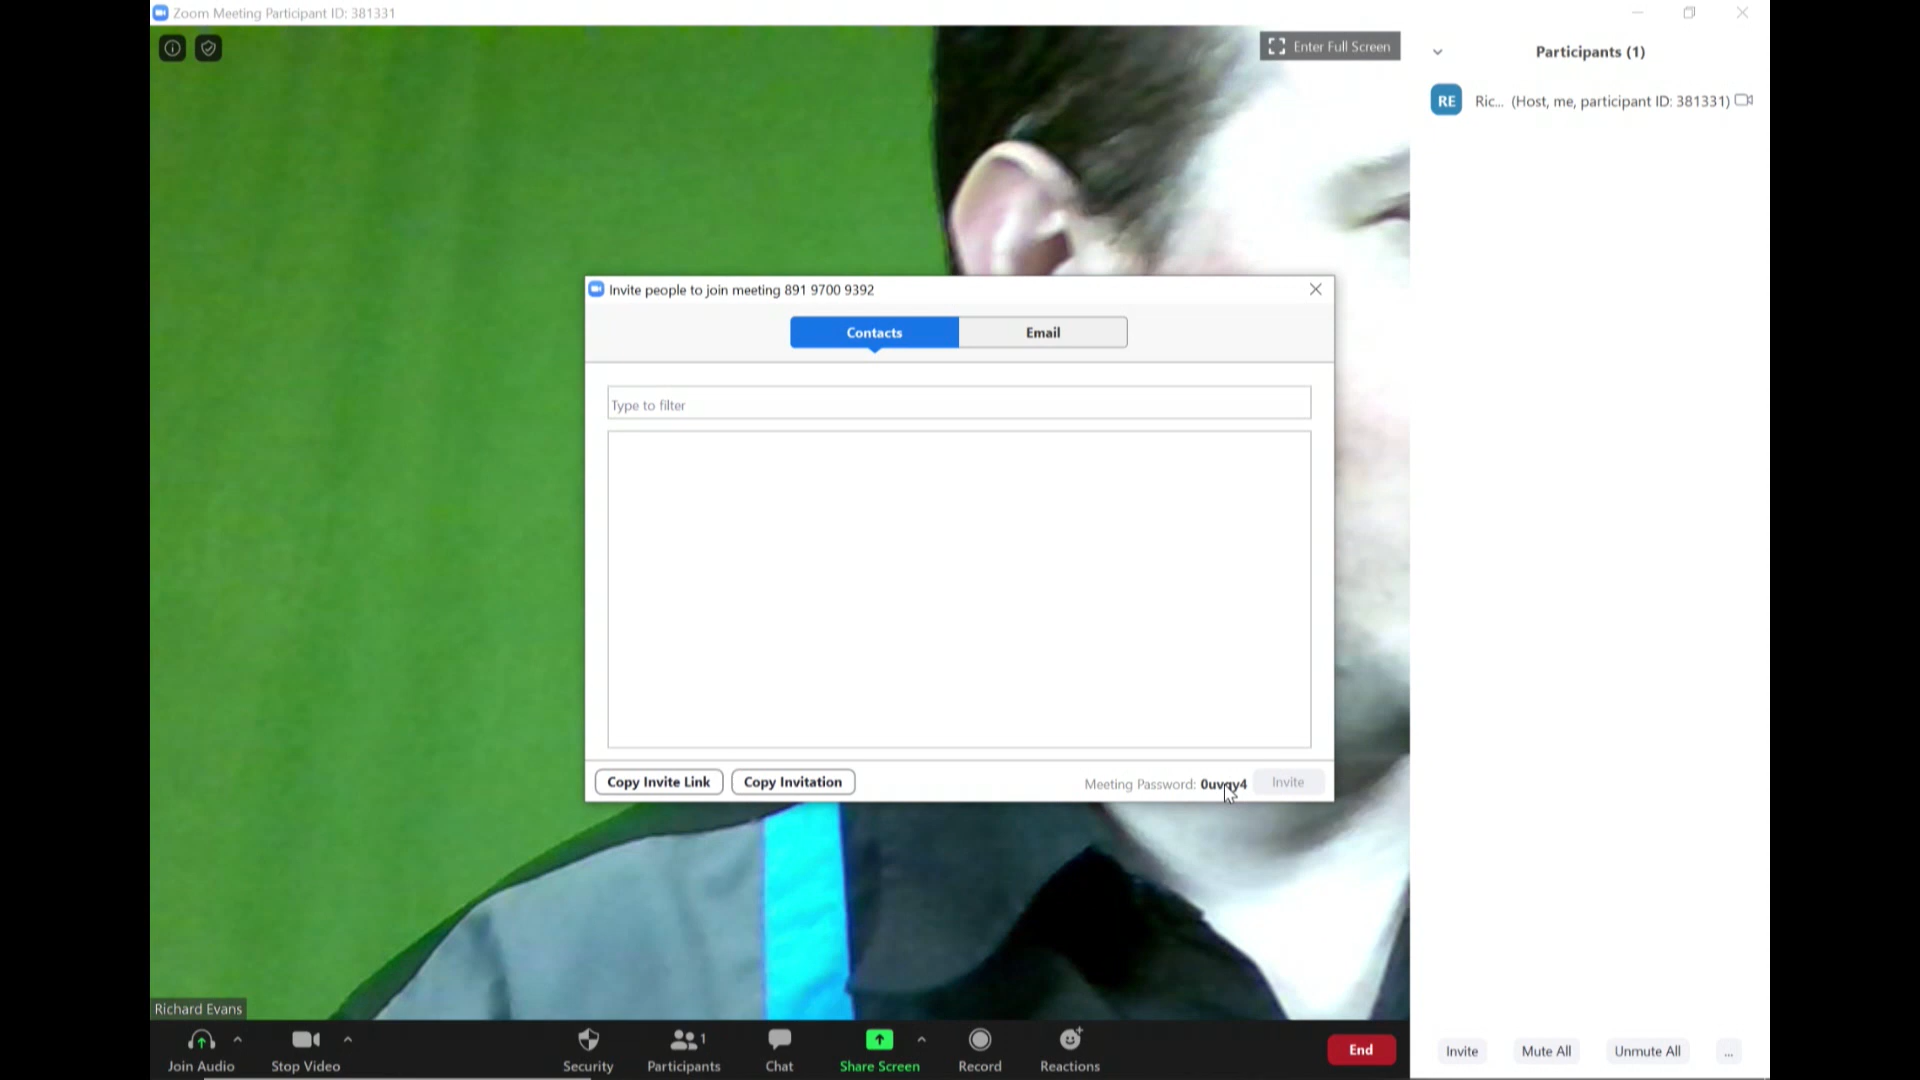 Zoom Meeting Participant ID: 381331
Enter Full Screen
Participants (1)
RE Ric... (Host, me, participant ID: 381331)
Invite people to join meeting 891 9700 9392
Contacts Email
Type to filter
Copy Invite Link Copy Invitation Meeting Password: Invite
Richard Evans
Join Audio Stop Video Security Participants 1 Chat Share Screen Record Reactions End
Invite Mute All Unmute All ...